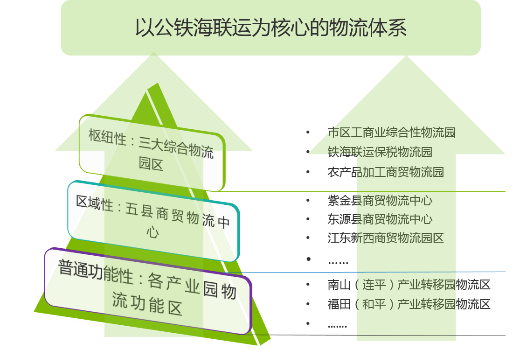 以公铁海联运为核心的物流体系
枢纽性：三大综合物流
园区
区域性：五县商贸物流中
心
普通功能性：各产业园物
流功能区
• 市区工商业综合性物流园
• 铁海联运保税物流园
• 农产品加工商贸物流园
• 紫金县商贸物流中心
• 东源县商贸物流中心
• 江东新西商贸物流园区
• ……
• 南山（连平）产业转移园物流区
• 福田（和平）产业转移园物流区
• ……